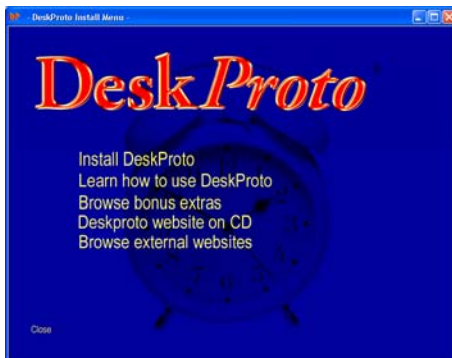 - DeskProto Install Menu -
DeskProto
Install DeskProto
Learn how to use DeskProto
Browse bonus extras
Deskproto website on CD
Browse external websites
Close